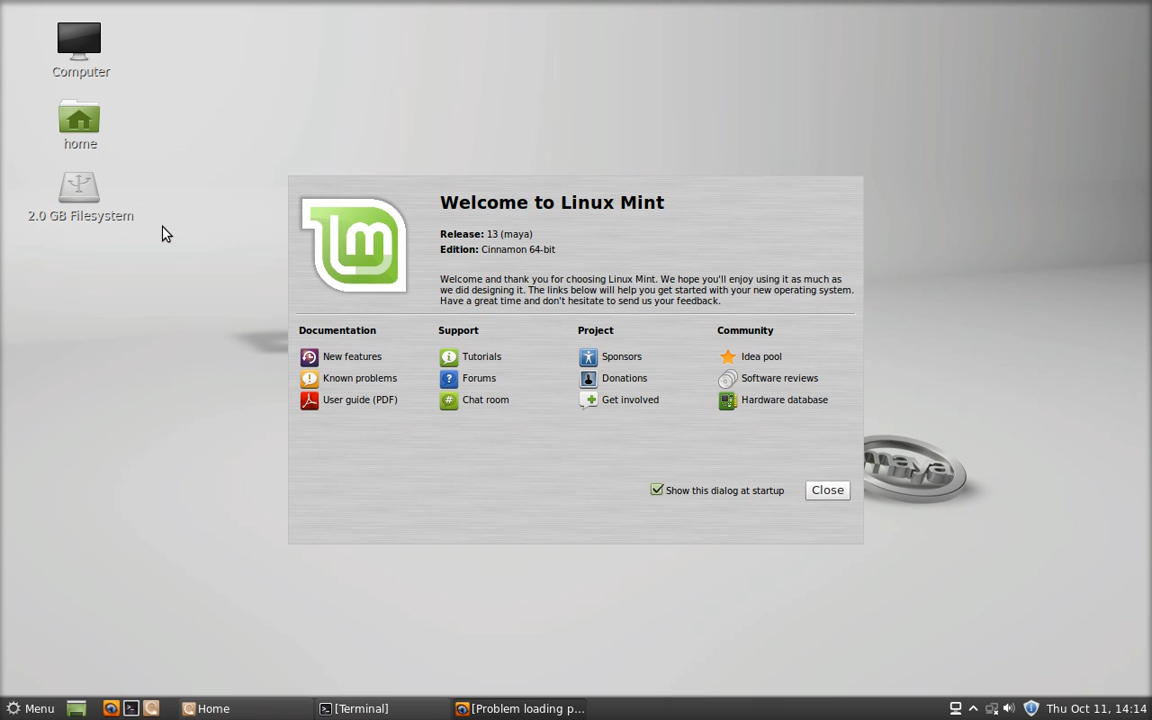 Computer
home
2.0 GB Filesystem
Welcome to Linux Mint
Release: 13 (maya)
Edition: Cinnamon 64-bit
Welcome and thank you for choosing Linux Mint. We hope you'll enjoy using it as much as
we did designing it. The links below will help you get started with your new operating system.
Have a great time and don't hesitate to send us your feedback.
Documentation
New features
Known problems
User guide (PDF)
Support
Tutorials
Forums
Chat room
Project
Sponsors
Donations
Get involved
Community
Idea pool
Software reviews
Hardware database
maya
Show this dialog at startup
Close
Menu
Home
[Terminal]
[Problem loading p...
Thu Oct 11, 14:14